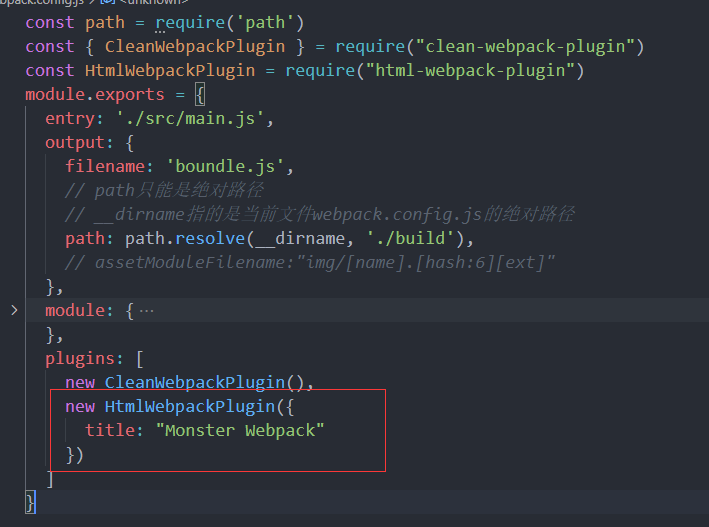 bpack.config.js > <unknown>
const path = require('path')
const { CleanWebpackPlugin } = require("clean-webpack-plugin")
const HtmlWebpackPlugin = require("html-webpack-plugin")
module.exports = {
entry: './src/main.js',
output: {
filename: 'boundle.js',
// path只能是绝对路径
// __dirname指的是当前文件webpack.config.js的绝对路径
path: path.resolve(__dirname, './build'),
// assetModuleFilename:"img/[name].[hash:6][ext]"
},
module: {…
},
plugins: [
new CleanWebpackPlugin(),
new HtmlWebpackPlugin({
title: "Monster Webpack"
})
]
}